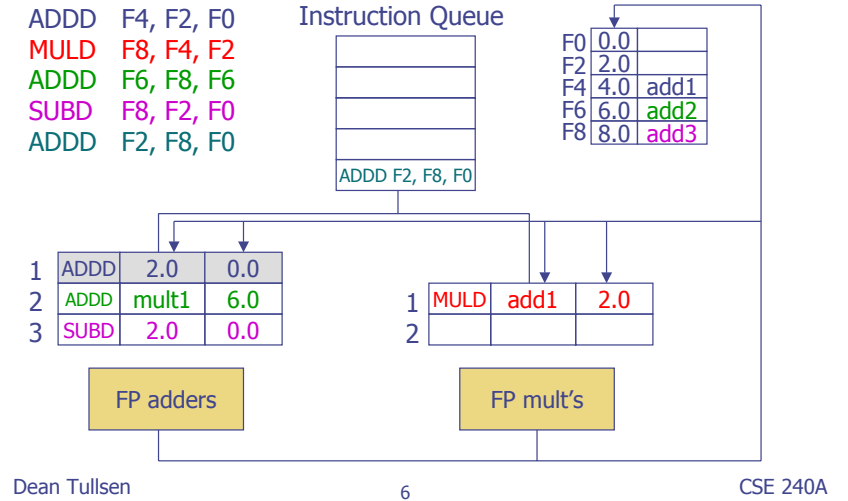 ADDD F4, F2, F0
MULD F8, F4, F2
ADDD F6, F8, F6
SUBD F8, F2, F0
ADDD F2, F8, F0
Instruction Queue
ADDD F2, F8, F0
F0 0.0
F2 2.0
F4 4.0 add1
F6 6.0 add2
F8 8.0 add3
1 ADDD 2.0 0.0
2 ADDD mult1 6.0
3 SUBD 2.0 0.0
1 MULD add1 2.0
2
FP adders
FP mult's
Dean Tullsen
6
CSE 240A